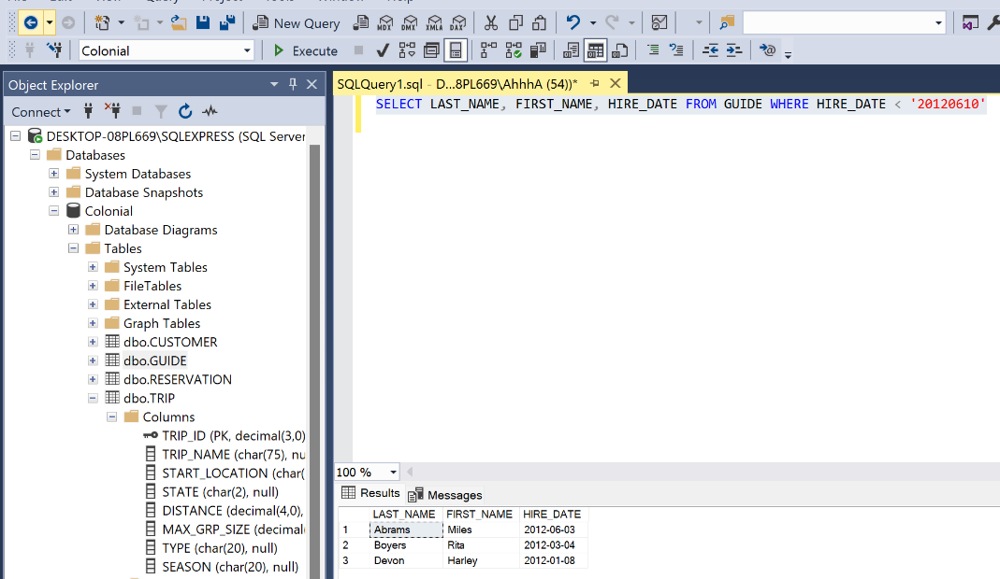 New Query
MDX DMX XMLA DAX
Colonial
Execute
Object Explorer
Connect
DESKTOP-08PL669\SQLEXPRESS (SQL Server
Databases
System Databases
Database Snapshots
Colonial
Database Diagrams
Tables
System Tables
FileTables
External Tables
Graph Tables
dbo.CUSTOMER
dbo.GUIDE
dbo.RESERVATION
dbo.TRIP
Columns
TRIP_ID (PK, decimal(3,0)
TRIP_NAME (char(75), nu
START_LOCATION (char(
STATE (char(2), null)
DISTANCE (decimal(4,0),
MAX_GRP_SIZE (decimal
TYPE (char(20), null)
SEASON (char(20), null)
SQLQuery1.sql - D...8PL669\AhhhA (54))*
SELECT LAST_NAME, FIRST_NAME, HIRE_DATE FROM GUIDE WHERE HIRE_DATE < '20120610'
100 %
Results Messages
LAST_NAME FIRST_NAME HIRE_DATE
1 Abrams Miles 2012-06-03
2 Boyers Rita 2012-03-04
3 Devon Harley 2012-01-08